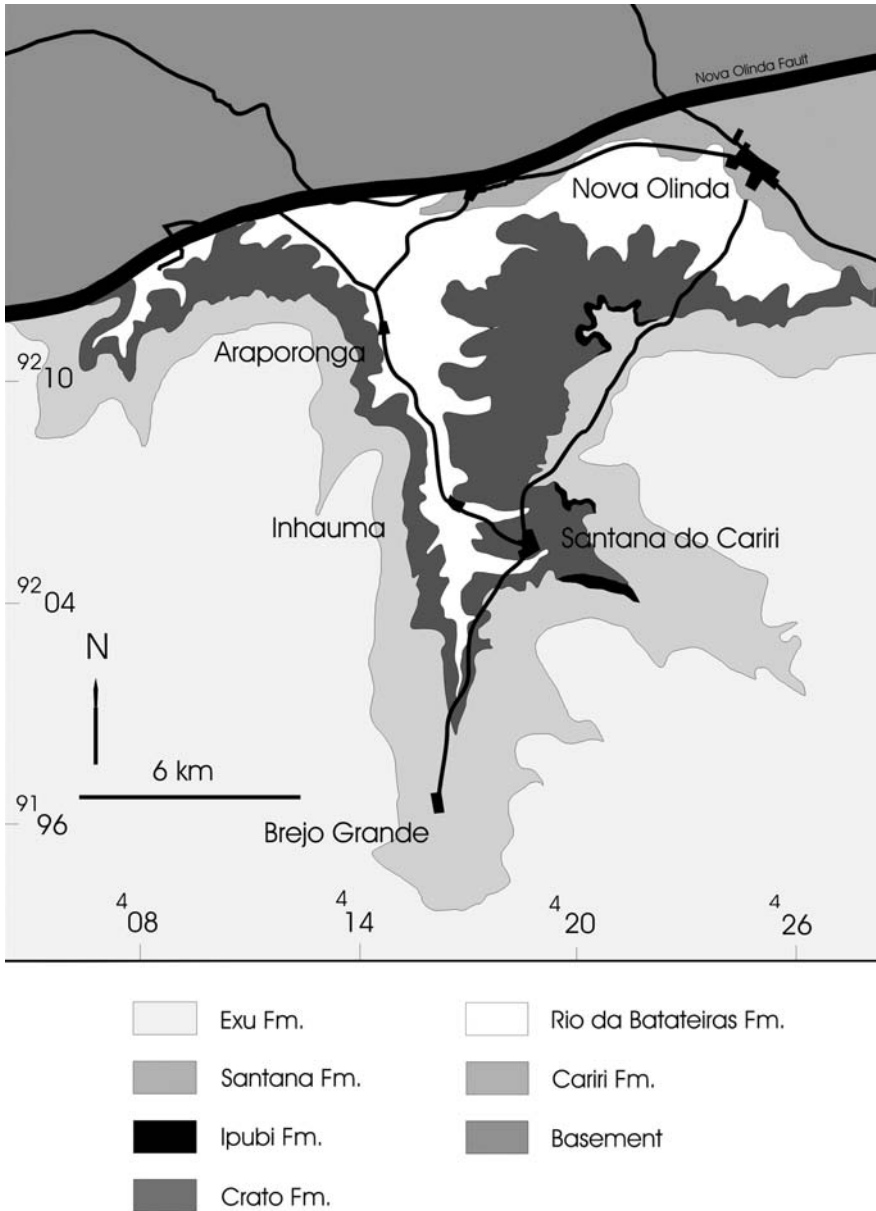 Nova Olinda Fault
Nova Olinda
Araporonga
92 10
Inhauma
Santana do Cariri
92 04
N
6 km
91 96
Brejo Grande
4 08
4 14
4 20
4 26
Exu Fm.
Rio da Batateiras Fm.
Santana Fm.
Cariri Fm.
Ipubi Fm.
Basement
Crato Fm.